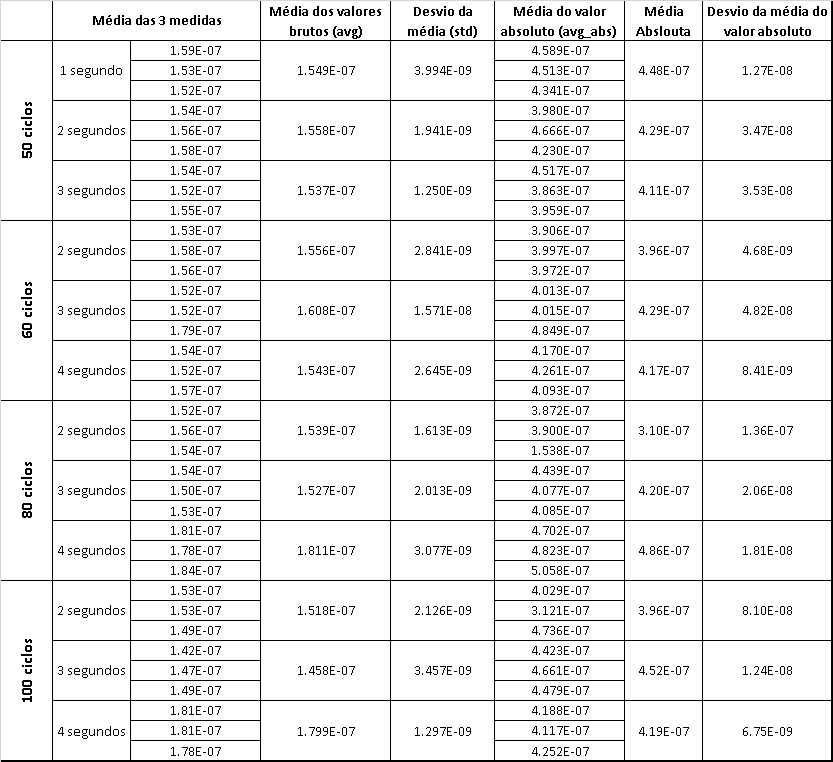 Média das 3 medidas | Média dos valores brutos (avg) | Desvio da média (std) | Média do valor absoluto (avg_abs) | Média Abslouta | Desvio da média do valor absoluto
50 ciclos
1 segundo | 1.59E-07 | 1.549E-07 | 3.994E-09 | 4.589E-07 | 4.48E-07 | 1.27E-08
1.53E-07 | 4.513E-07
1.52E-07 | 4.341E-07
2 segundos | 1.54E-07 | 1.558E-07 | 1.941E-09 | 3.980E-07 | 4.29E-07 | 3.47E-08
1.56E-07 | 4.666E-07
1.58E-07 | 4.230E-07
3 segundos | 1.54E-07 | 1.537E-07 | 1.250E-09 | 4.517E-07 | 4.11E-07 | 3.53E-08
1.52E-07 | 3.863E-07
1.55E-07 | 3.959E-07
60 ciclos
2 segundos | 1.53E-07 | 1.556E-07 | 2.841E-09 | 3.906E-07 | 3.96E-07 | 4.68E-09
1.58E-07 | 3.997E-07
1.56E-07 | 3.972E-07
3 segundos | 1.52E-07 | 1.608E-07 | 1.571E-08 | 4.013E-07 | 4.29E-07 | 4.82E-08
1.52E-07 | 4.015E-07
1.79E-07 | 4.849E-07
4 segundos | 1.54E-07 | 1.543E-07 | 2.645E-09 | 4.170E-07 | 4.17E-07 | 8.41E-09
1.52E-07 | 4.261E-07
1.57E-07 | 4.093E-07
80 ciclos
2 segundos | 1.52E-07 | 1.539E-07 | 1.613E-09 | 3.872E-07 | 3.10E-07 | 1.36E-07
1.56E-07 | 3.900E-07
1.54E-07 | 1.538E-07
3 segundos | 1.54E-07 | 1.527E-07 | 2.013E-09 | 4.439E-07 | 4.20E-07 | 2.06E-08
1.50E-07 | 4.077E-07
1.53E-07 | 4.085E-07
4 segundos | 1.81E-07 | 1.811E-07 | 3.077E-09 | 4.702E-07 | 4.86E-07 | 1.81E-08
1.78E-07 | 4.823E-07
1.84E-07 | 5.058E-07
100 ciclos
2 segundos | 1.53E-07 | 1.518E-07 | 2.126E-09 | 4.029E-07 | 3.96E-07 | 8.10E-08
1.53E-07 | 3.121E-07
1.49E-07 | 4.736E-07
3 segundos | 1.42E-07 | 1.458E-07 | 3.457E-09 | 4.423E-07 | 4.52E-07 | 1.24E-08
1.47E-07 | 4.661E-07
1.49E-07 | 4.479E-07
4 segundos | 1.81E-07 | 1.799E-07 | 1.297E-09 | 4.188E-07 | 4.19E-07 | 6.75E-09
1.81E-07 | 4.117E-07
1.78E-07 | 4.252E-07